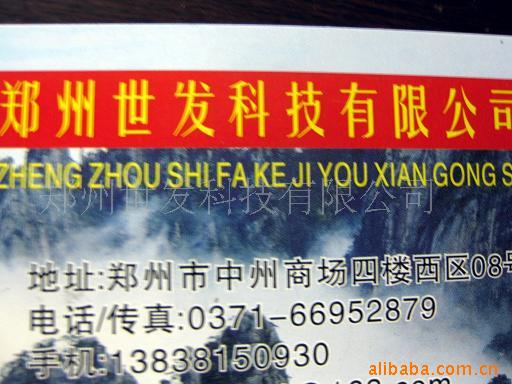 郑州世发科技有限公司
ZHENG ZHOU SHI FA KE JI YOU XIAN GONG S
郑州世发科技有限公司
地址:郑州市中州商场四楼西区08号
电话/传真:0371-66952879
手机:13838150930
alibaba.com.cn